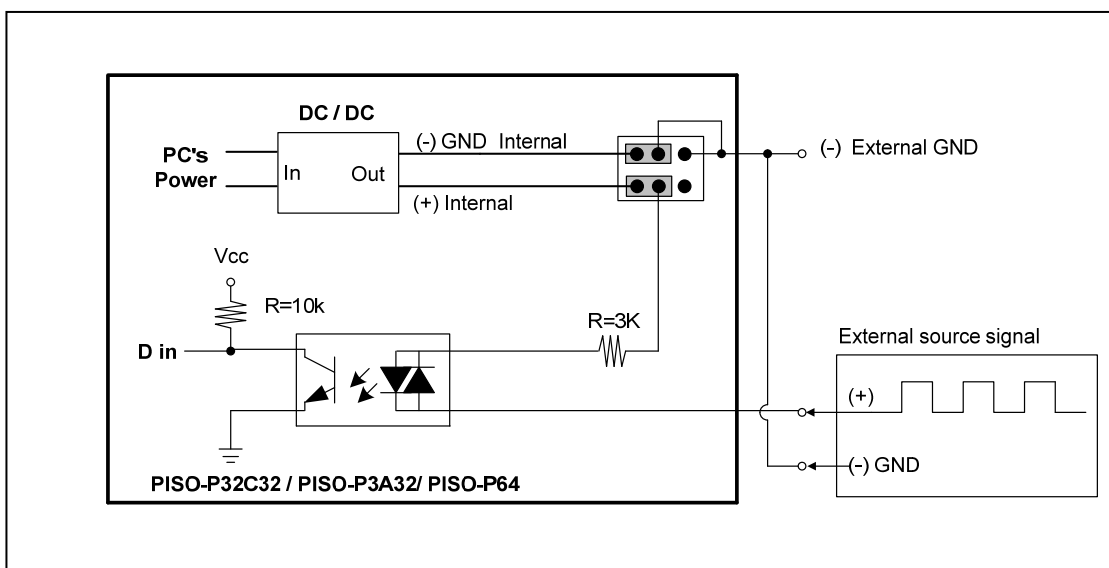 DC / DC
PC's
Power
In
Out
(-) GND Internal
(+) Internal
(-) External GND
Vcc
R=10k
D in
R=3K
External source signal
(+)
(-) GND
PISO-P32C32 / PISO-P3A32/ PISO-P64